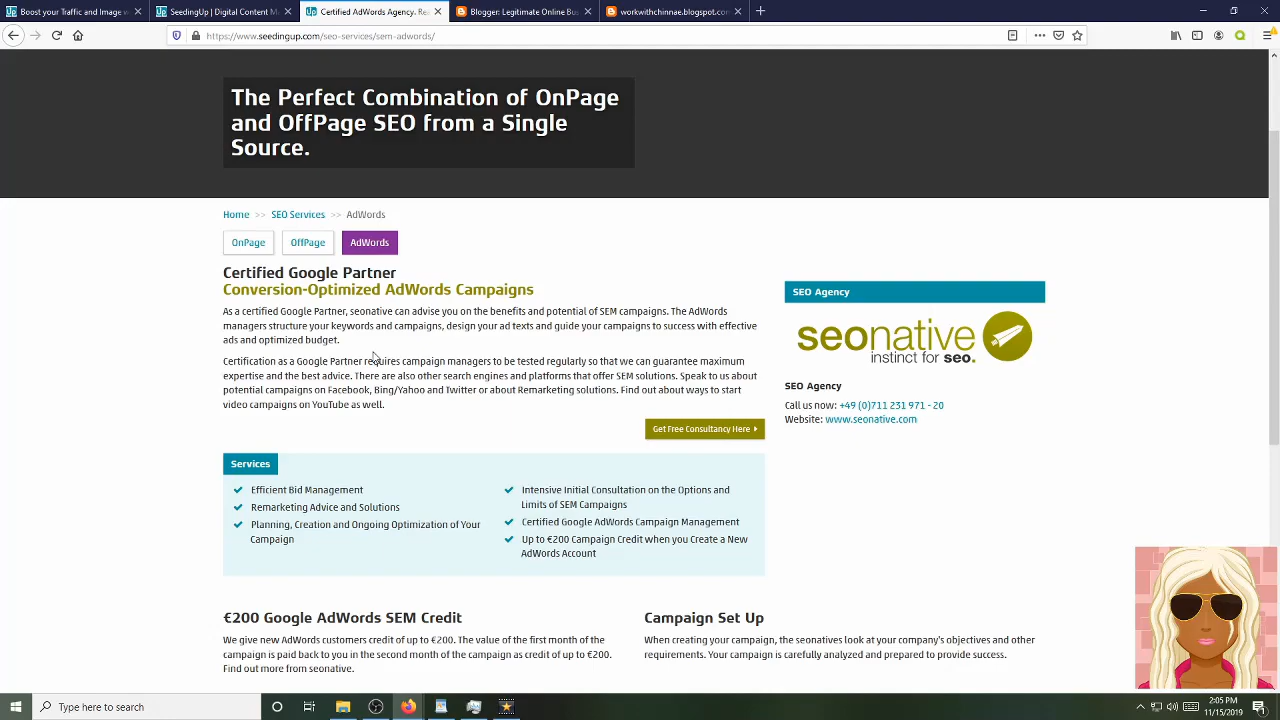 Boost your Traffic and Image w
SeedingUp | Digital Content M
Certified AdWords Agency. Re
Blogger: Legitimate Online Bus
workwithchinnae.blogspot.com
https://www.seedingup.com/seo-services/sem-adwords/
The Perfect Combination of OnPage
and OffPage SEO from a Single
Source.
Home >> SEO Services >> AdWords
OnPage
OffPage
AdWords
Certified Google Partner
Conversion-Optimized AdWords Campaigns
As a certified Google Partner, seonative can advise you on the benefits and potential of SEM campaigns. The AdWords
managers structure your keywords and campaigns, design your ad texts and guide your campaigns to success with effective
ads and optimized budget.
Certification as a Google Partner requires campaign managers to be tested regularly so that we can guarantee maximum
expertise and the best advice. There are also other search engines and platforms that offer SEM solutions. Speak to us about
potential campaigns on Facebook, Bing/Yahoo and Twitter or about Remarketing solutions. Find out about ways to start
video campaigns on YouTube as well.
Get Free Consultancy Here
SEO Agency
seonative
instinct for seo.
SEO Agency
Call us now: +49 (0)711 231 971 - 20
Website: www.seonative.com
Services
Efficient Bid Management
Remarketing Advice and Solutions
Planning, Creation and Ongoing Optimization of Your
Campaign
Intensive Initial Consultation on the Options and
Limits of SEM Campaigns
Certified Google AdWords Campaign Management
Up to €200 Campaign Credit when you Create a New
AdWords Account
€200 Google AdWords SEM Credit
We give new AdWords customers credit of up to €200. The value of the first month of the
campaign is paid back to you in the second month of the campaign as credit of up to €200.
Find out more from seonative.
Campaign Set Up
When creating your campaign, the seonatives look at your company's objectives and other
requirements. Your campaign is carefully analyzed and prepared to provide success.
Type here to search
2:05 PM
11/15/2019